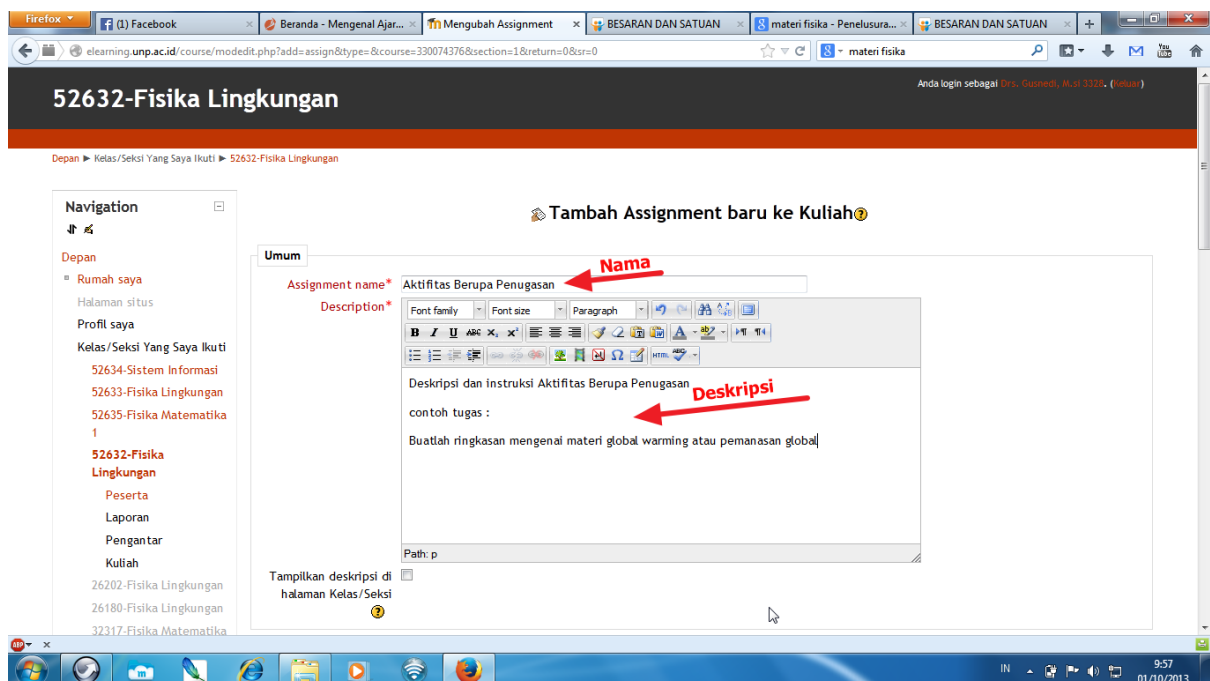 Firefox
(1) Facebook
Beranda - Mengenal Ajar...
Mengubah Assignment
BESARAN DAN SATUAN
materi fisika - Penelusura...
BESARAN DAN SATUAN
elearning.unp.ac.id/course/modedit.php?add=assign&type=&course=330074376&section=1&return=0&sr=0
materi fisika
52632-Fisika Lingkungan
Anda login sebagai Drs. Gusnedi, M.si 3328. (Keluar)
Depan ► Kelas/Seksi Yang Saya Ikuti ► 52632-Fisika Lingkungan
Navigation
Depan
Rumah saya
Halaman situs
Profil saya
Kelas/Seksi Yang Saya Ikuti
52634-Sistem Informasi
52633-Fisika Lingkungan
52635-Fisika Matematika
1
52632-Fisika
Lingkungan
Peserta
Laporan
Pengantar
Kuliah
26202-Fisika Lingkungan
26180-Fisika Lingkungan
32317-Fisika Matematika
Tambah Assignment baru ke Kuliah
Umum
Assignment name* Aktifitas Berupa Penugasan
Nama
Description*
Font family Font size Paragraph
B I U ABC x, x²
HTML
Deskripsi dan instruksi Aktifitas Berupa Penugasan
Deskripsi
contoh tugas :
Buatlah ringkasan mengenai materi global warming atau pemanasan global
Path: p
Tampilkan deskripsi di
halaman Kelas/Seksi
ABP
IN
9:57
01/10/2013